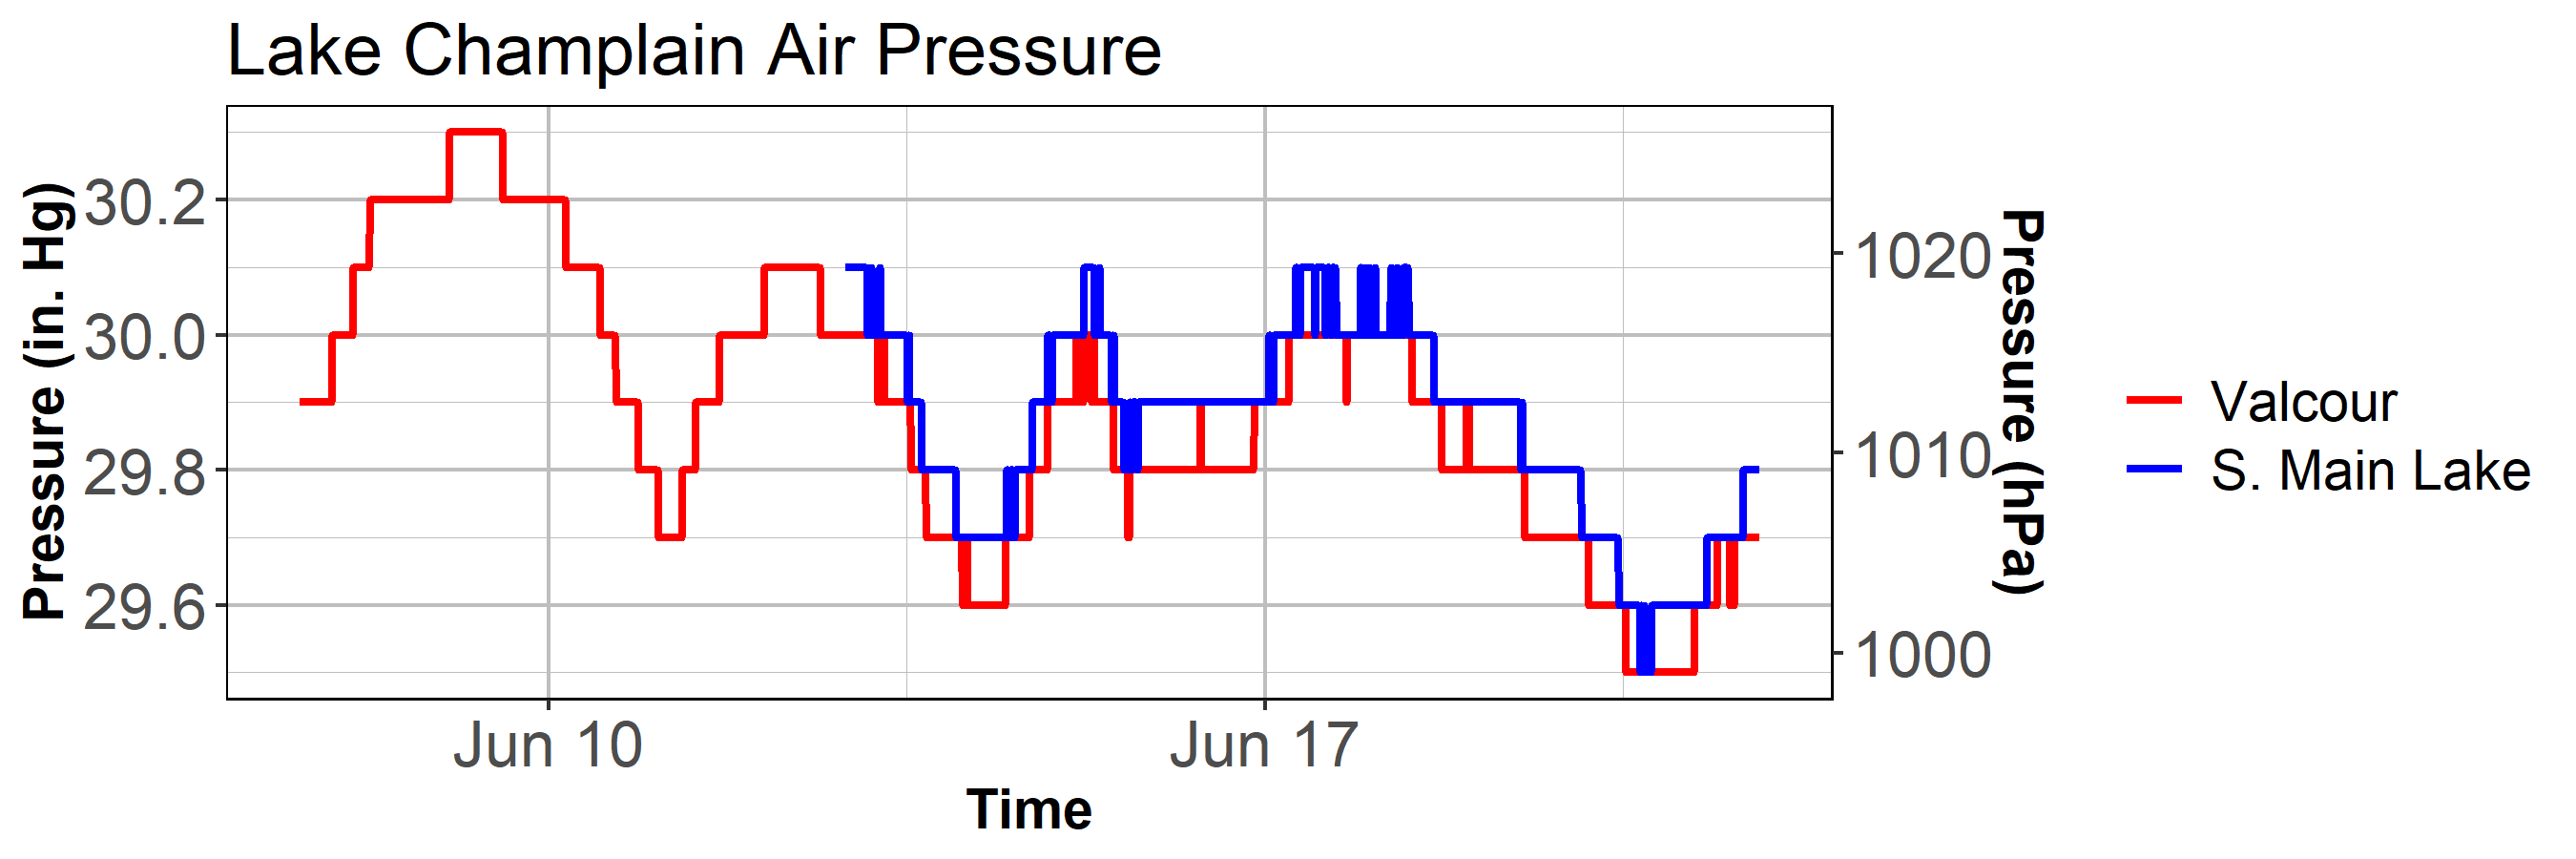 Lake Champlain Air Pressure
Pressure (in. Hg)
30.2
30.0
29.8
29.6
1020
1010
1000
Pressure (hPa)
Jun 10
Jun 17
Time
Valcour
S. Main Lake